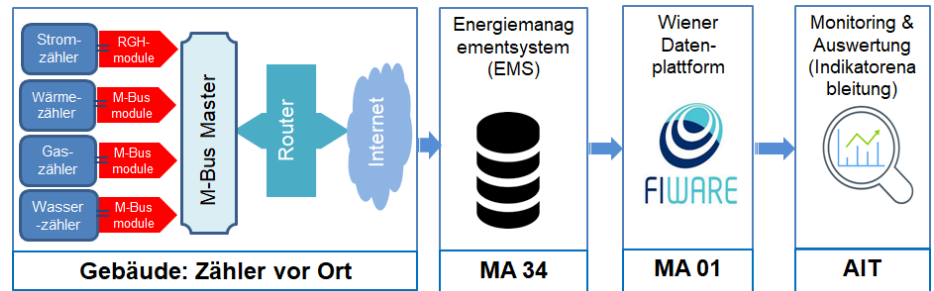 Strom-
zähler
RGH-
module
Wärme-
zähler
M-Bus
module
Gas-
zähler
M-Bus
module
Wasser
-zähler
M-Bus
module
M-Bus Master
Router
Internet
Gebäude: Zähler vor Ort
Energiemanag
ementsystem
(EMS)
MA 34
Wiener
Daten-
plattform
FIWARE
MA 01
Monitoring &
Auswertung
(Indikatorena
bleitung)
AIT